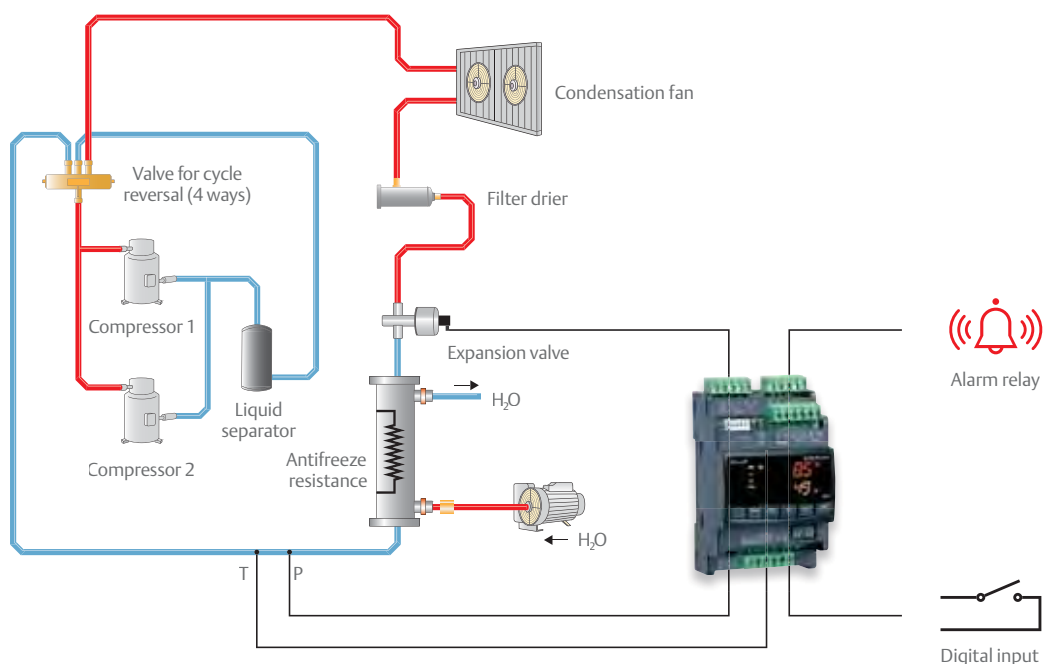 Condensation fan
Valve for cycle
reversal (4 ways)
Filter drier
Compressor 1
Expansion valve
Alarm relay
H₂O
Liquid
separator
Antifreeze
resistance
Compressor 2
H₂O
T
P
Digital input